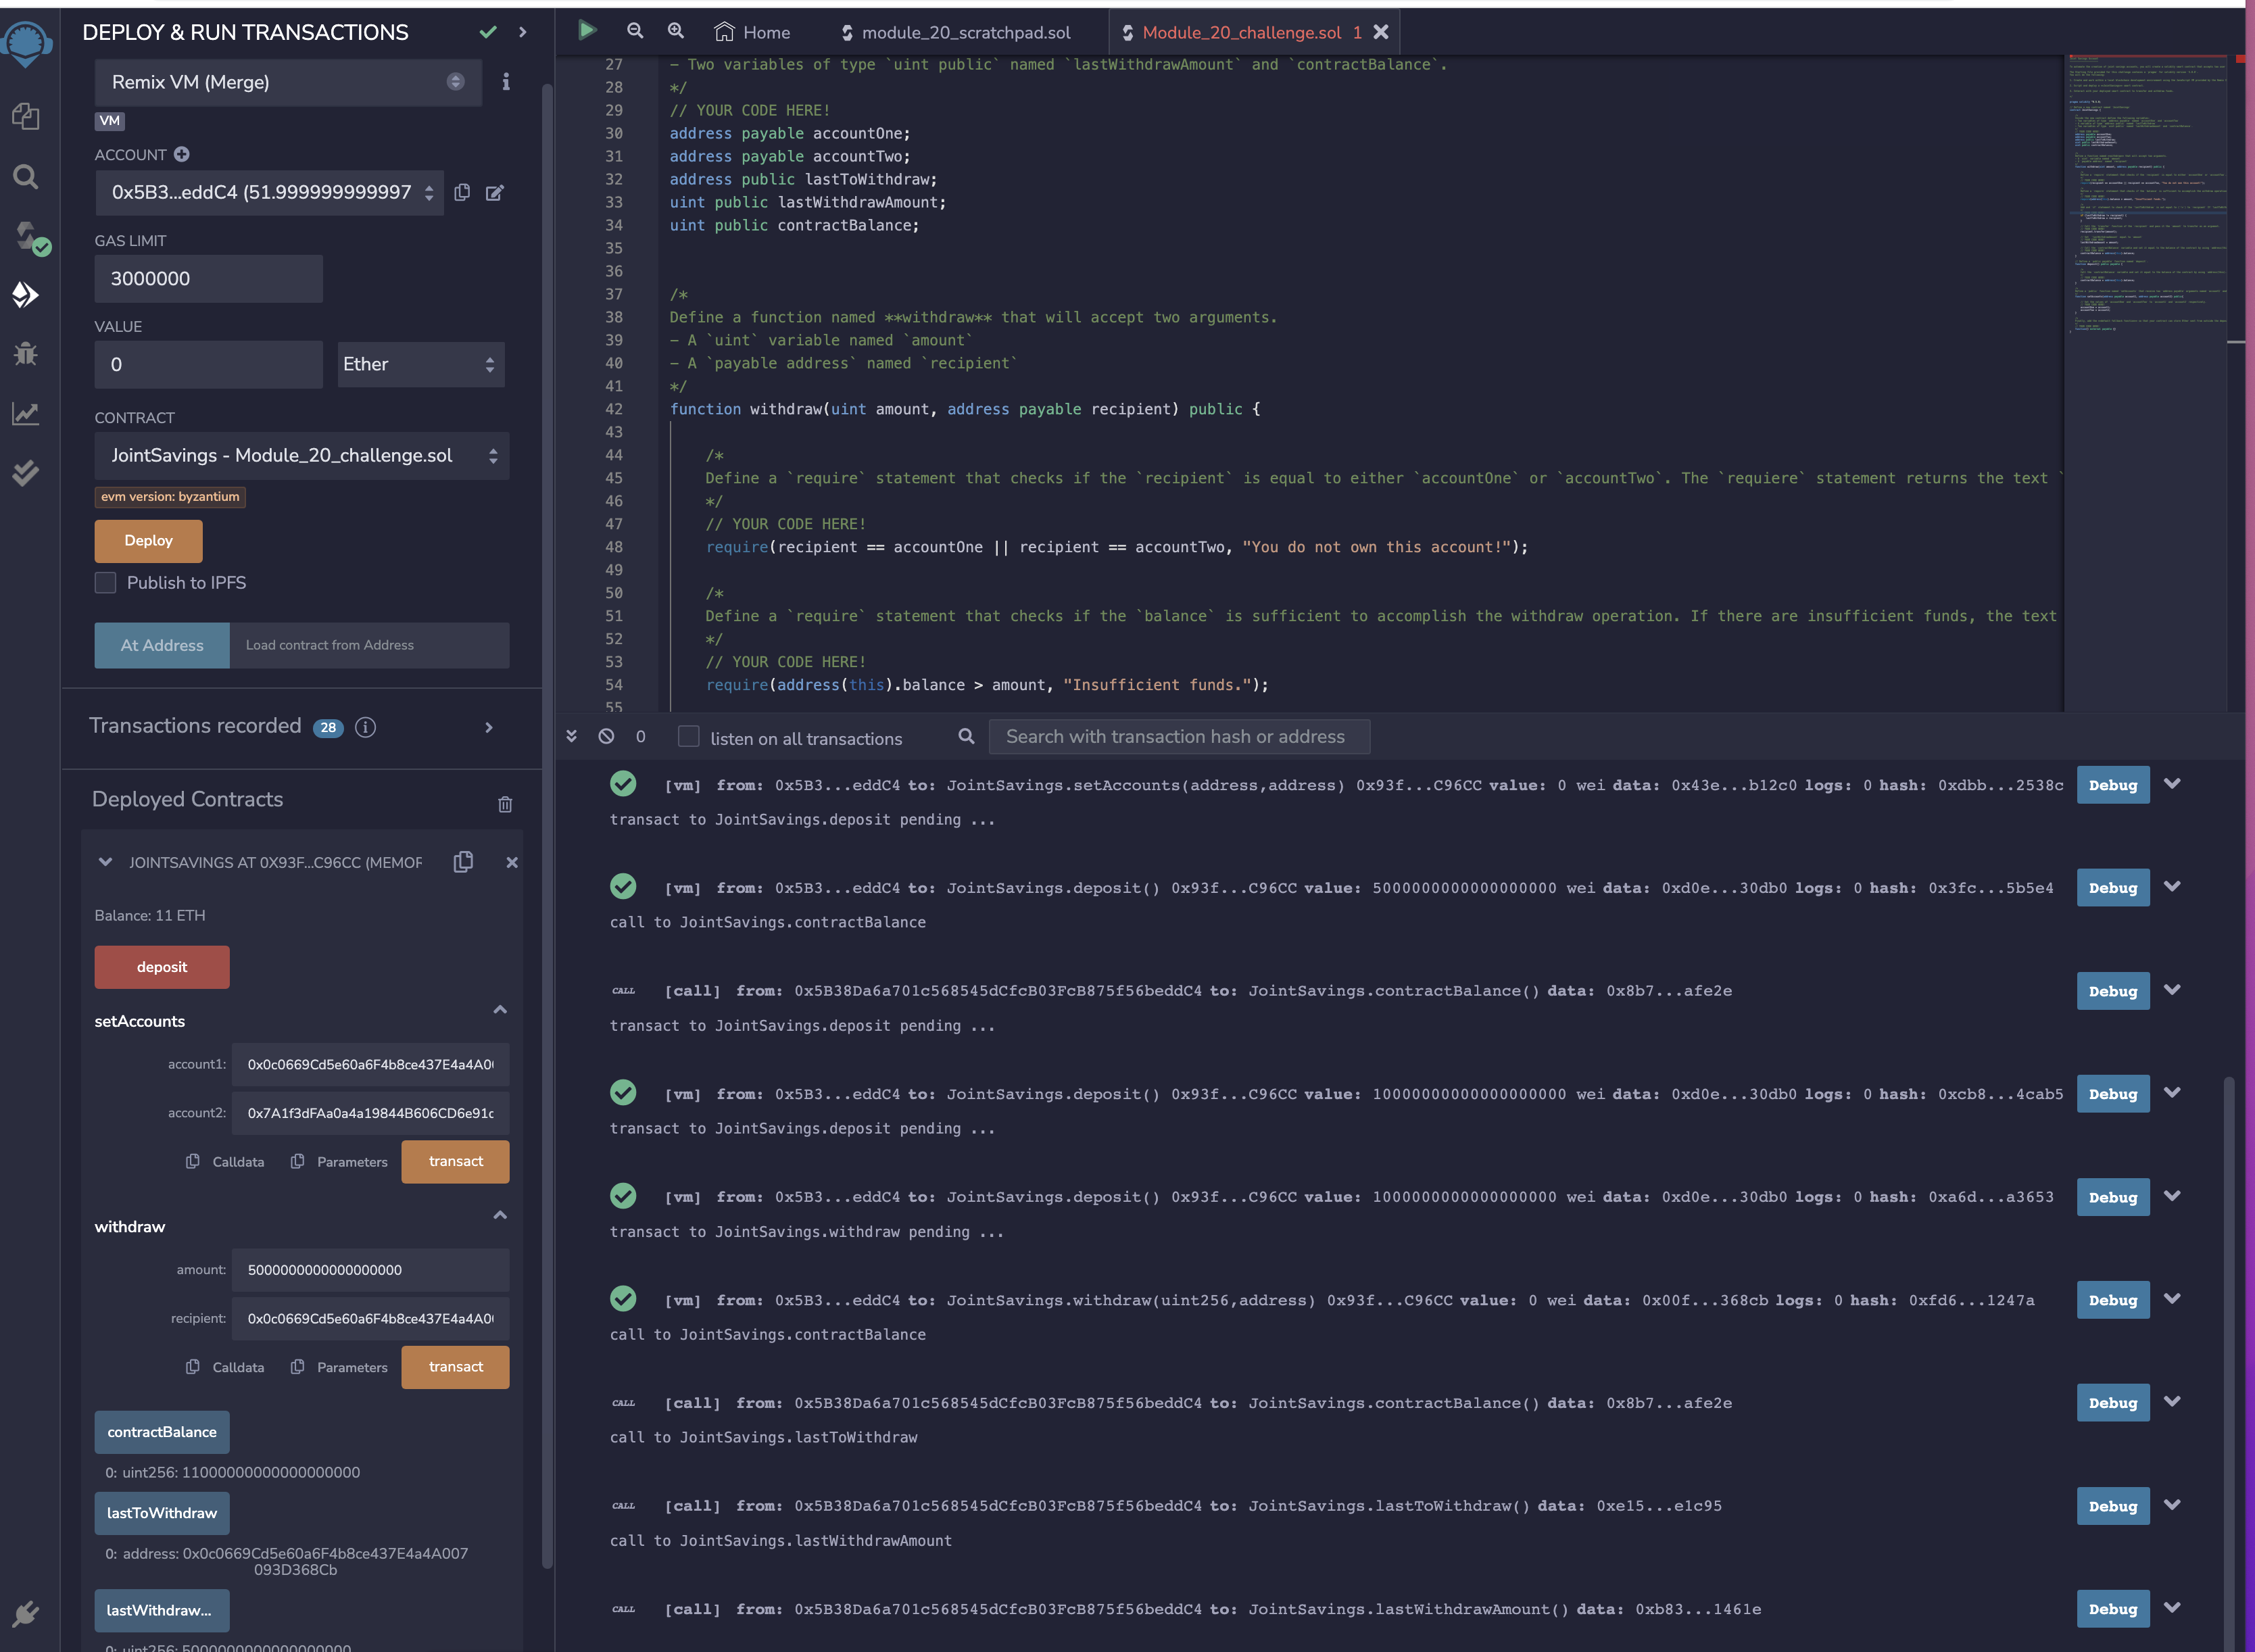 DEPLOY & RUN TRANSACTIONS
Remix VM (Merge)
VM
ACCOUNT
0x5B3...eddC4 (51.999999999997
GAS LIMIT
3000000
VALUE
0
Ether
CONTRACT
JointSavings - Module_20_challenge.sol
evm version: byzantium
Deploy
Publish to IPFS
At Address
Load contract from Address
Transactions recorded 28
Deployed Contracts
JOINTSAVINGS AT 0X93F...C96CC (MEMOR
Balance: 11 ETH
deposit
setAccounts
account1: 0x0c0669Cd5e60a6F4b8ce437E4a4A0
account2: 0x7A1f3dFAa0a4a19844B606CD6e91
Calldata Parameters transact
withdraw
amount: 5000000000000000000
recipient: 0x0c0669Cd5e60a6F4b8ce437E4a4A0
Calldata Parameters transact
contractBalance
0: uint256: 11000000000000000000
lastToWithdraw
0: address: 0x0c0669Cd5e60a6F4b8ce437E4a4A007
093D368Cb
lastWithdraw...
0: uint256: 5000000000000000000
Home module_20_scratchpad.sol Module_20_challenge.sol 1
27 - Two variables of type `uint public` named `lastWithdrawAmount` and `contractBalance`.
28 */
29 // YOUR CODE HERE!
30 address payable accountOne;
31 address payable accountTwo;
32 address public lastToWithdraw;
33 uint public lastWithdrawAmount;
34 uint public contractBalance;
35
36
37 /*
38 Define a function named **withdraw** that will accept two arguments.
39 - A `uint` variable named `amount`
40 - A `payable address` named `recipient`
41 */
42 function withdraw(uint amount, address payable recipient) public {
43
44 /*
45 Define a `require` statement that checks if the `recipient` is equal to either `accountOne` or `accountTwo`. The `requiere` statement returns the text `
46 */
47 // YOUR CODE HERE!
48 require(recipient == accountOne || recipient == accountTwo, "You do not own this account!");
49
50 /*
51 Define a `require` statement that checks if the `balance` is sufficient to accomplish the withdraw operation. If there are insufficient funds, the text
52 */
53 // YOUR CODE HERE!
54 require(address(this).balance > amount, "Insufficient funds.");
55
0 listen on all transactions Search with transaction hash or address
[vm] from: 0x5B3...eddC4 to: JointSavings.setAccounts(address,address) 0x93f...C96CC value: 0 wei data: 0x43e...b12c0 logs: 0 hash: 0xdbb...2538c Debug
transact to JointSavings.deposit pending ...
[vm] from: 0x5B3...eddC4 to: JointSavings.deposit() 0x93f...C96CC value: 5000000000000000000 wei data: 0xd0e...30db0 logs: 0 hash: 0x3fc...5b5e4 Debug
call to JointSavings.contractBalance
CALL [call] from: 0x5B38Da6a701c568545dCfcB03FcB875f56beddC4 to: JointSavings.contractBalance() data: 0x8b7...afe2e Debug
transact to JointSavings.deposit pending ...
[vm] from: 0x5B3...eddC4 to: JointSavings.deposit() 0x93f...C96CC value: 10000000000000000000 wei data: 0xd0e...30db0 logs: 0 hash: 0xcb8...4cab5 Debug
transact to JointSavings.deposit pending ...
[vm] from: 0x5B3...eddC4 to: JointSavings.deposit() 0x93f...C96CC value: 1000000000000000000 wei data: 0xd0e...30db0 logs: 0 hash: 0xa6d...a3653 Debug
transact to JointSavings.withdraw pending ...
[vm] from: 0x5B3...eddC4 to: JointSavings.withdraw(uint256,address) 0x93f...C96CC value: 0 wei data: 0x00f...368cb logs: 0 hash: 0xfd6...1247a Debug
call to JointSavings.contractBalance
CALL [call] from: 0x5B38Da6a701c568545dCfcB03FcB875f56beddC4 to: JointSavings.contractBalance() data: 0x8b7...afe2e Debug
call to JointSavings.lastToWithdraw
CALL [call] from: 0x5B38Da6a701c568545dCfcB03FcB875f56beddC4 to: JointSavings.lastToWithdraw() data: 0xe15...e1c95 Debug
call to JointSavings.lastWithdrawAmount
CALL [call] from: 0x5B38Da6a701c568545dCfcB03FcB875f56beddC4 to: JointSavings.lastWithdrawAmount() data: 0xb83...1461e Debug